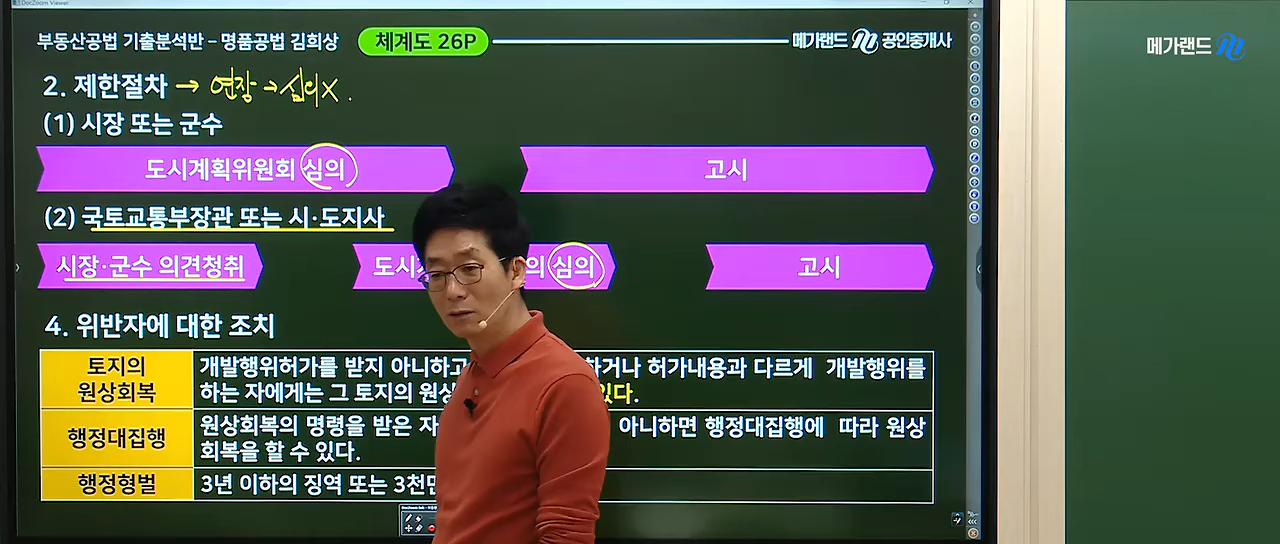 DocZoom Viewer
부동산공법 기출분석반 – 명품공법 김희상 체계도 26P 메가랜드 공인중개사
메가랜드
2. 제한절차 → 연장 → 심의X.
(1) 시장 또는 군수
도시계획위원회 심의 고시
(2) 국토교통부장관 또는 시·도지사
시장·군수 의견청취 도시 의 심의 고시
4. 위반자에 대한 조치
토지의
원상회복
개발행위허가를 받지 아니하고 하거나 허가내용과 다르게 개발행위를
하는 자에게는 그 토지의 원상 있다.
행정대집행
원상회복의 명령을 받은 자 아니하면 행정대집행에 따라 원상
회복을 할 수 있다.
행정형벌 3년 이하의 징역 또는 3천만